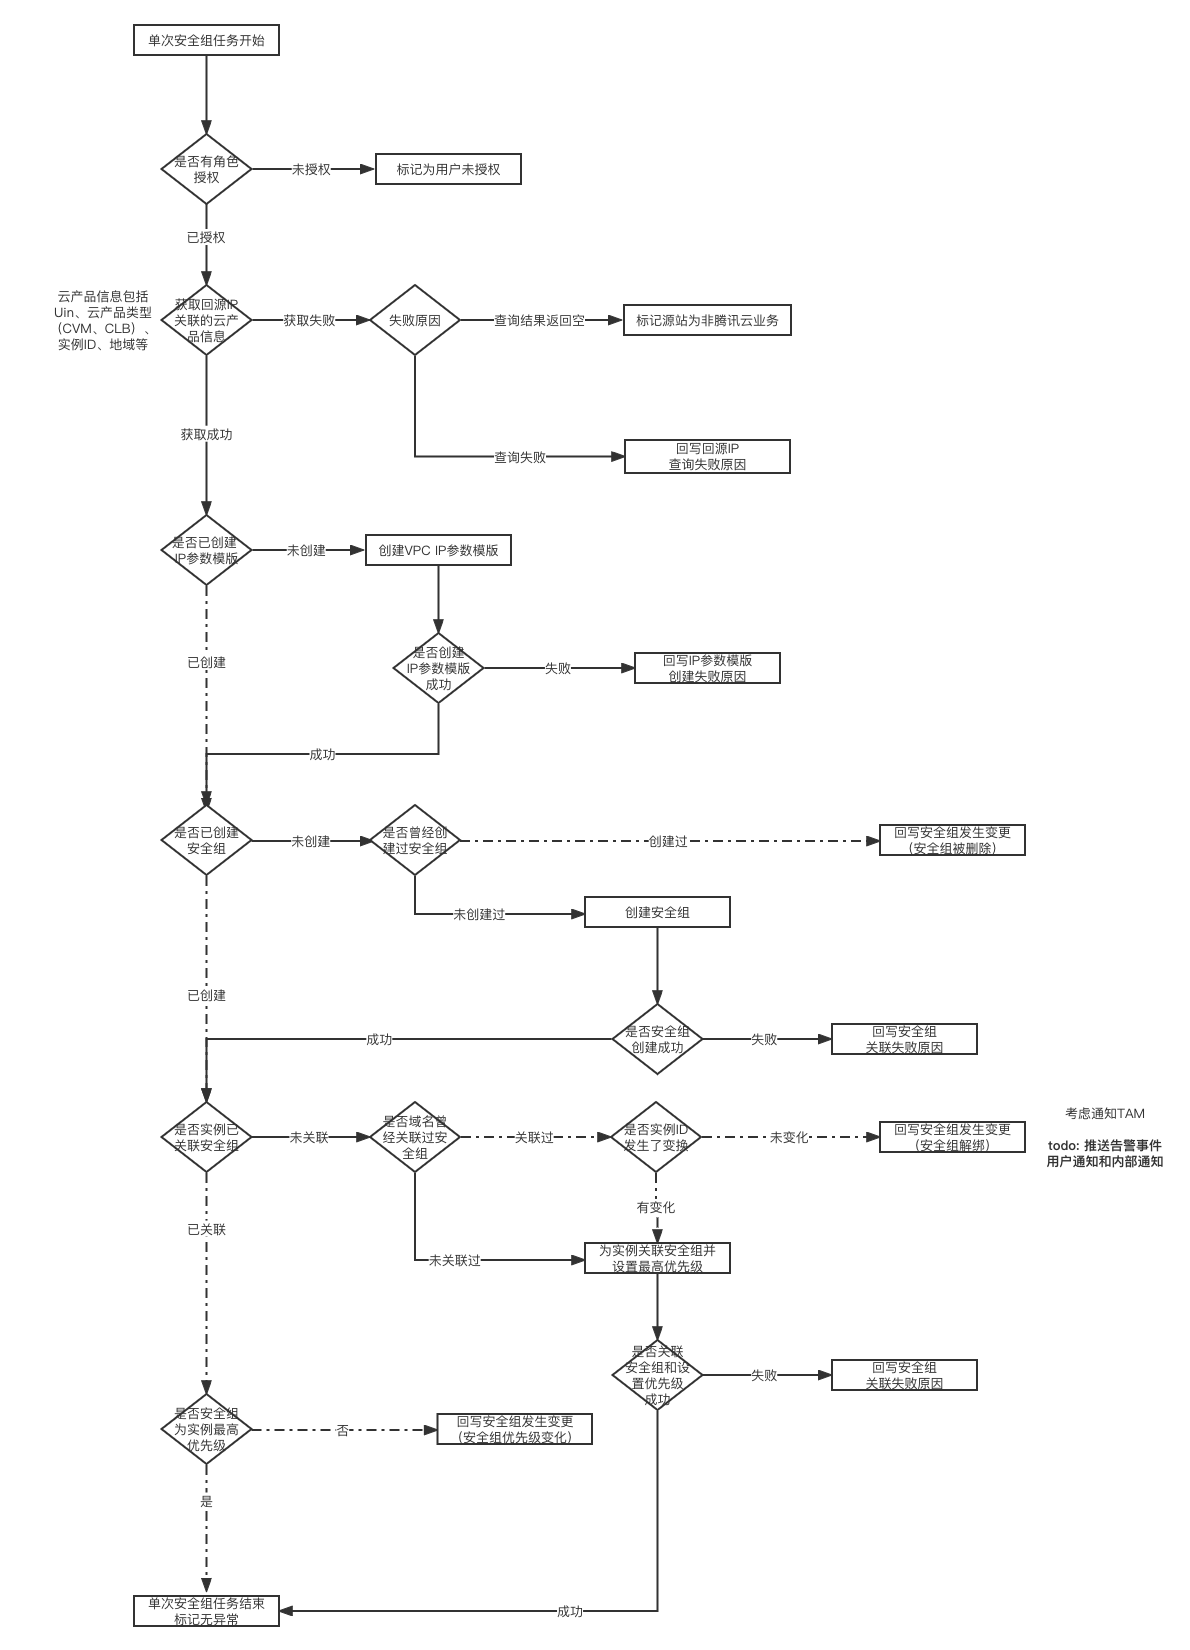 单次安全组任务开始
是否有角色
授权
未授权
标记为用户未授权
已授权
云产品信息包括
Uin、云产品类型
(CVM、CLB) 、
实例ID、地域等
获取回源IP
关联的云产
品信息
获取失败
失败原因
查询结果返回空
标记源站为非腾讯云业务
获取成功
查询失败
回写回源IP
查询失败原因
是否已创建
IP参数模版
未创建
创建VPC IP参数模版
已创建
是否创建
IP参数模版
成功
失败
回写IP参数模版
创建失败原因
成功
是否已创建
安全组
未创建
是否曾经创
建过安全组
创建过
回写安全组发生变更
(安全组被删除)
未创建过
创建安全组
已创建
成功
是否安全组
创建成功
失败
回写安全组
关联失败原因
是否实例已
关联安全组
未关联
是否域名曾
经关联过安
全组
关联过
是否实例ID
发生了变换
未变化
回写安全组发生变更
(安全组解绑)
考虑通知TAM
todo: 推送告警事件
用户通知和内部通知
已关联
有变化
未关联过
为实例关联安全组并
设置最高优先级
是否关联
安全组和设
置优先级
成功
失败
回写安全组
关联失败原因
是否安全组
为实例最高
优先级
否
回写安全组发生变更
(安全组优先级变化)
是
单次安全组任务结束
标记无异常
成功